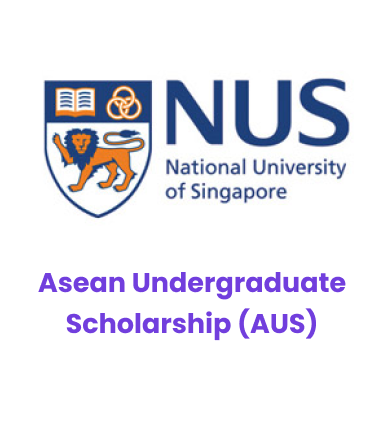 NUS
National University
of Singapore
Asean Undergraduate
Scholarship (AUS)